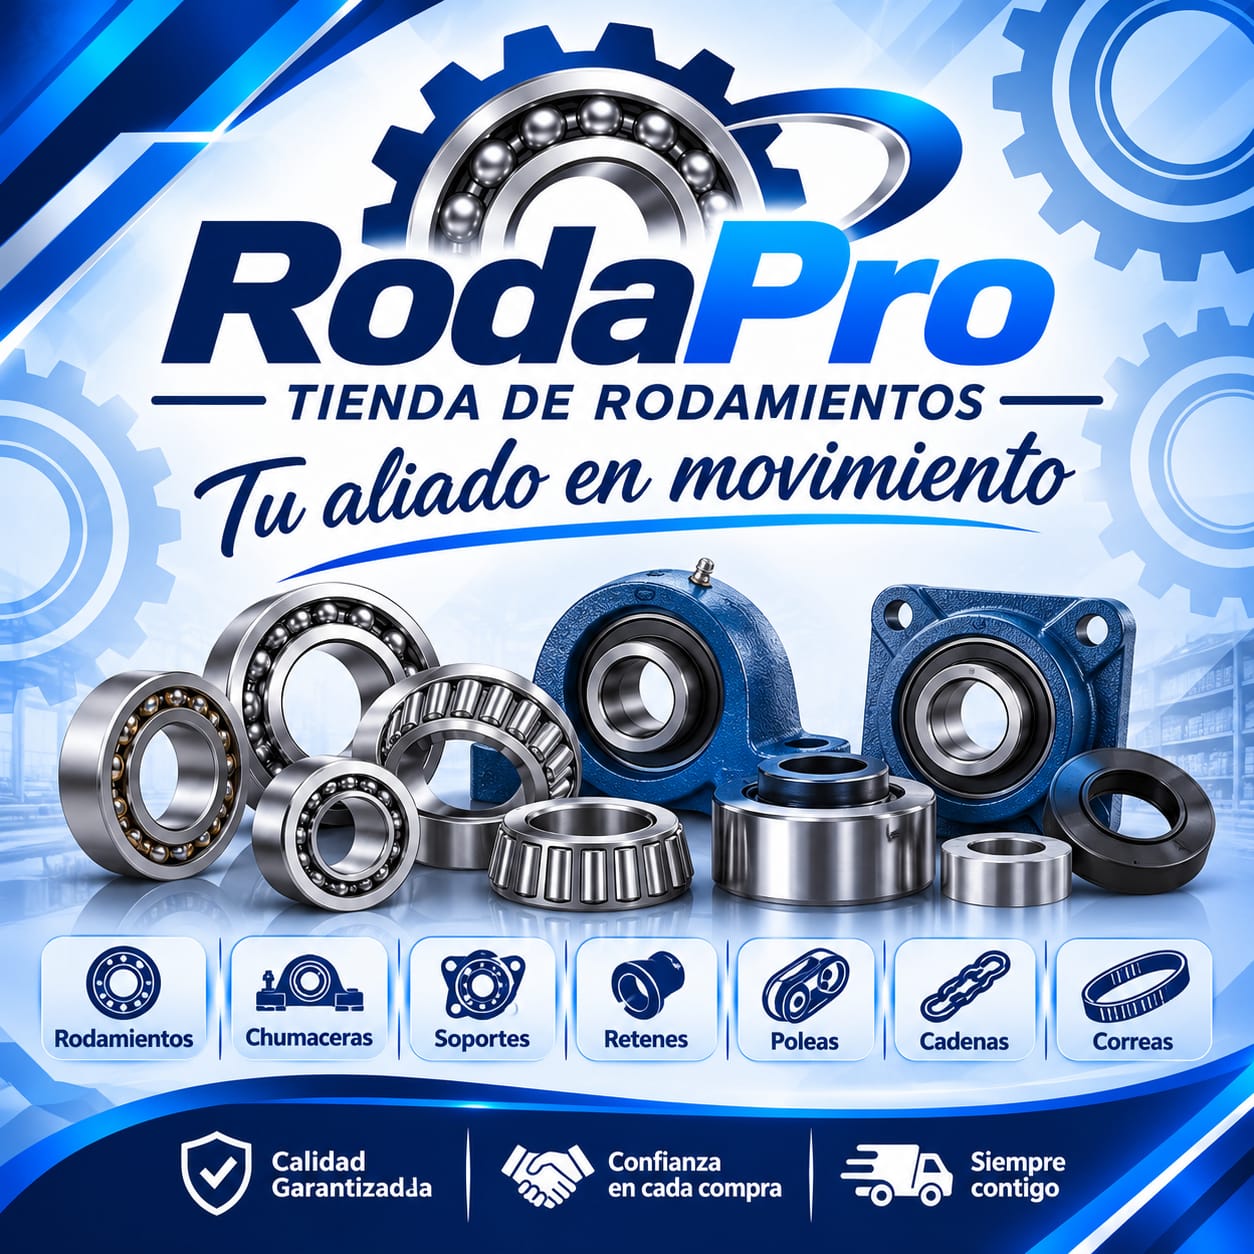 RodaPro
TIENDA DE RODAMIENTOS
Tu aliado en movimiento
Rodamientos
Chumaceras
Soportes
Retenes
Poleas
Cadenas
Correas
Calidad
Garantizada
Confianza
en cada compra
Siempre
contigo